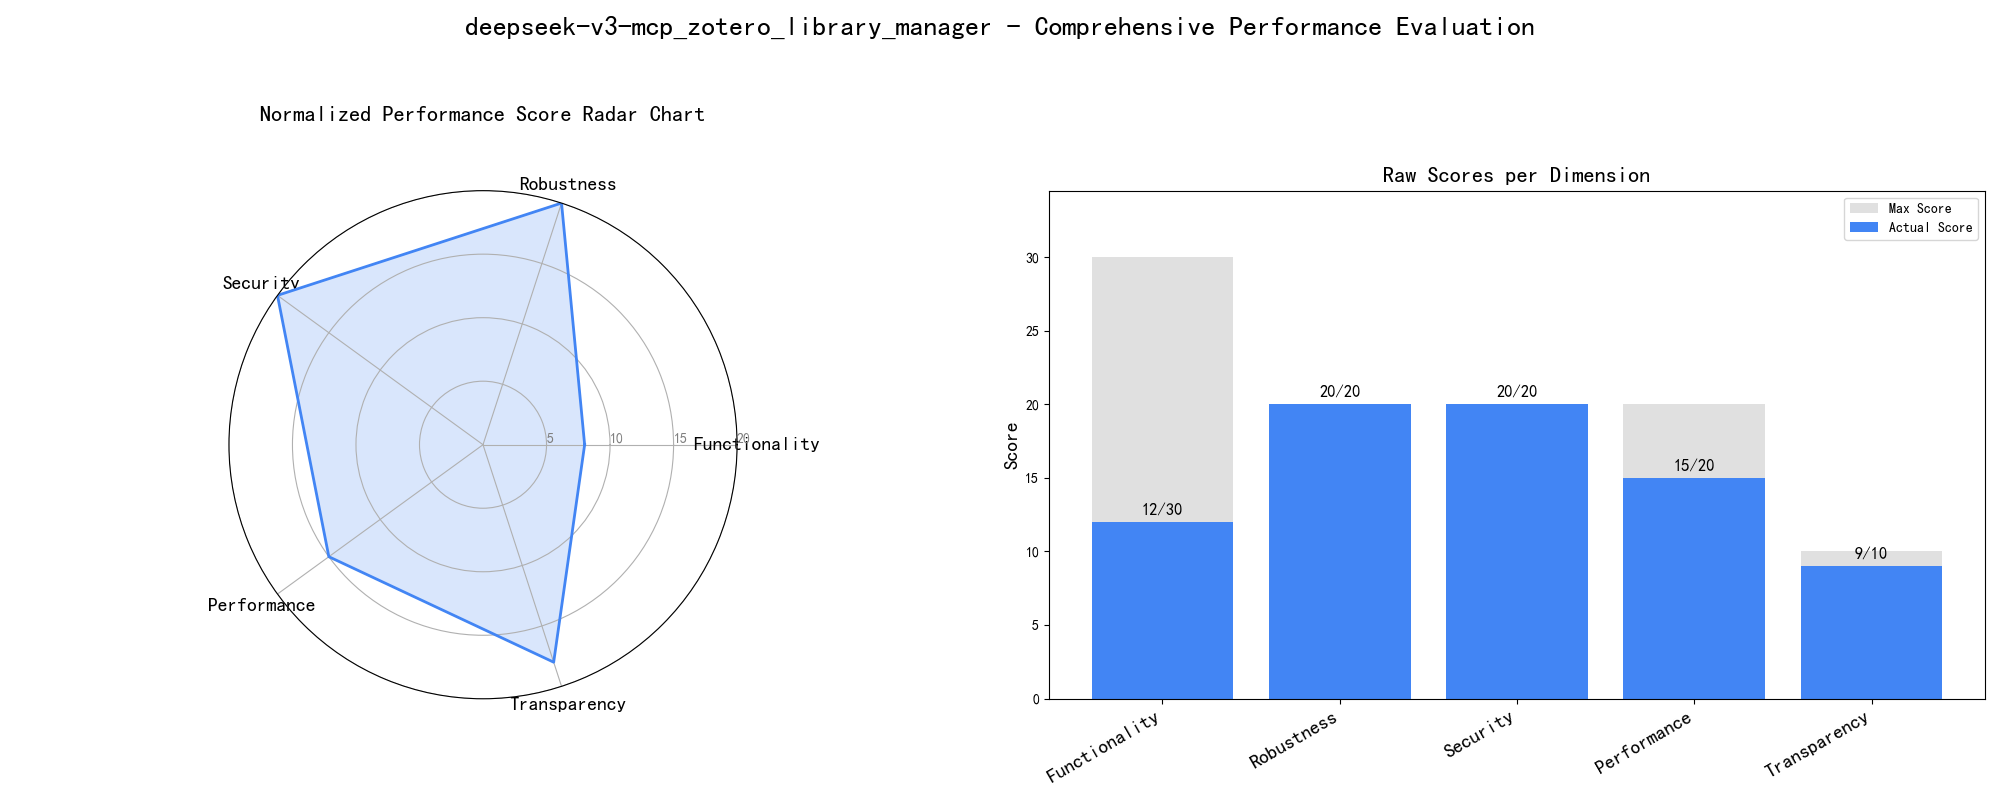 deepseek-v3-mcp_zotero_library_manager - Comprehensive Performance Evaluation
Normalized Performance Score Radar Chart
Robustness
Security
5
10
15
20
Functionality
Performance
Transparency
Raw Scores per Dimension
Max Score
Actual Score
Score
30
25
20
15
10
5
0
12/30
20/20
20/20
15/20
9/10
Functionality
Robustness
Security
Performance
Transparency